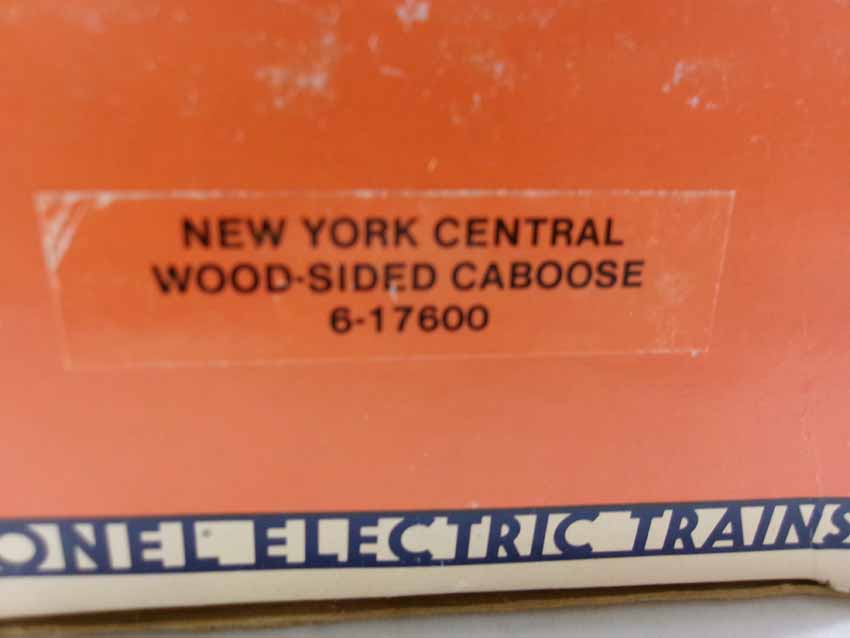 NEW YORK CENTRAL
WOOD-SIDED CABOOSE
6-17600
ONEL ELECTRIC TRAINS